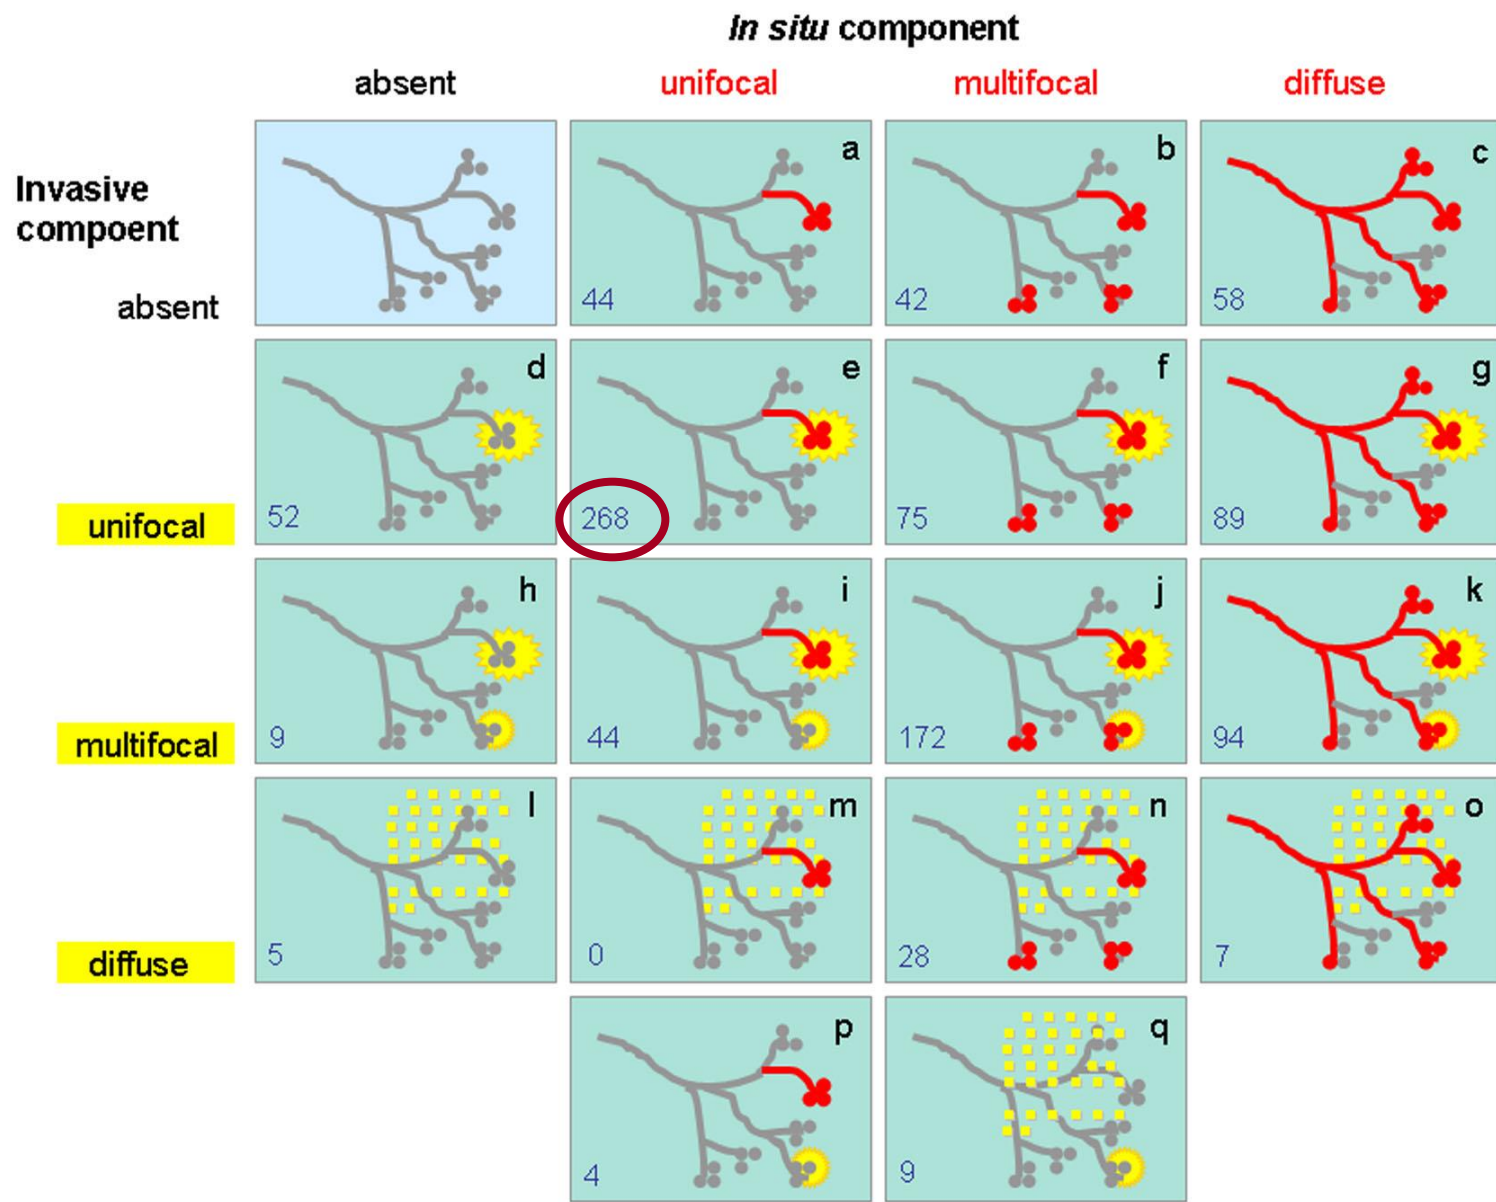 In situ component
absent unifocal multifocal diffuse
Invasive
compoent
absent
a
44
b
42
c
58
unifocal
d
52
e
268
f
75
g
89
multifocal
h
9
i
44
j
172
k
94
diffuse
l
5
m
0
n
28
o
7
p
4
q
9